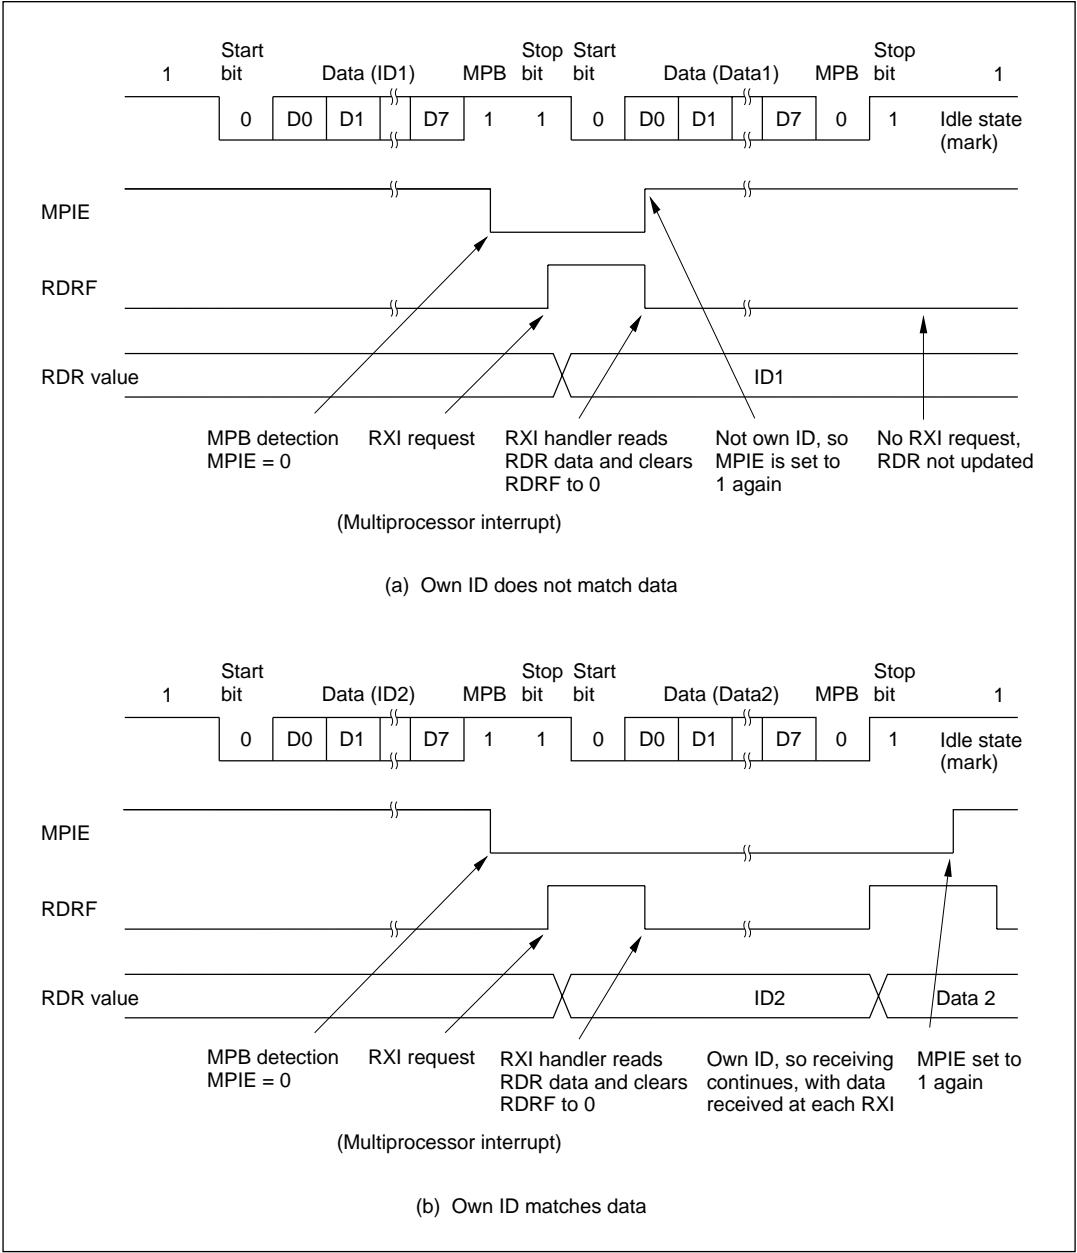 Start Stop Start Stop
1 bit Data (ID1) MPB bit bit Data (Data1) MPB bit 1
0 D0 D1 D7 1 1 0 D0 D1 D7 0 1 Idle state
(mark)
MPIE
RDRF
RDR value ID1
MPB detection
MPIE = 0
RXI request
RXI handler reads
RDR data and clears
RDRF to 0
Not own ID, so
MPIE is set to
1 again
No RXI request,
RDR not updated
(Multiprocessor interrupt)
(a) Own ID does not match data
Start Stop Start Stop
1 bit Data (ID2) MPB bit bit Data (Data2) MPB bit 1
0 D0 D1 D7 1 1 0 D0 D1 D7 0 1 Idle state
(mark)
MPIE
RDRF
RDR value ID2 Data 2
MPB detection
MPIE = 0
RXI request
RXI handler reads
RDR data and clears
RDRF to 0
Own ID, so receiving
continues, with data
received at each RXI
MPIE set to
1 again
(Multiprocessor interrupt)
(b) Own ID matches data